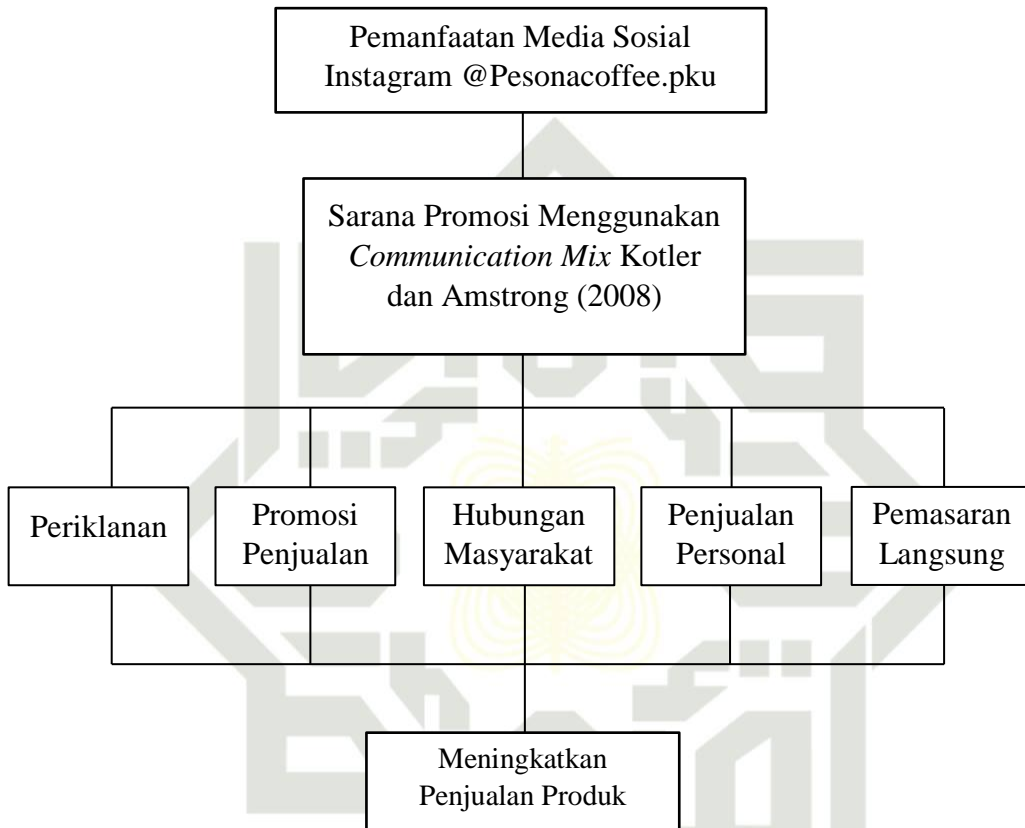 Pemanfaatan Media Sosial
Instagram @Pesonacoffee.pku
Sarana Promosi Menggunakan
Communication Mix Kotler
dan Amstrong (2008)
Periklanan
Promosi
Penjualan
Hubungan
Masyarakat
Penjualan
Personal
Pemasaran
Langsung
Meningkatkan
Penjualan Produk